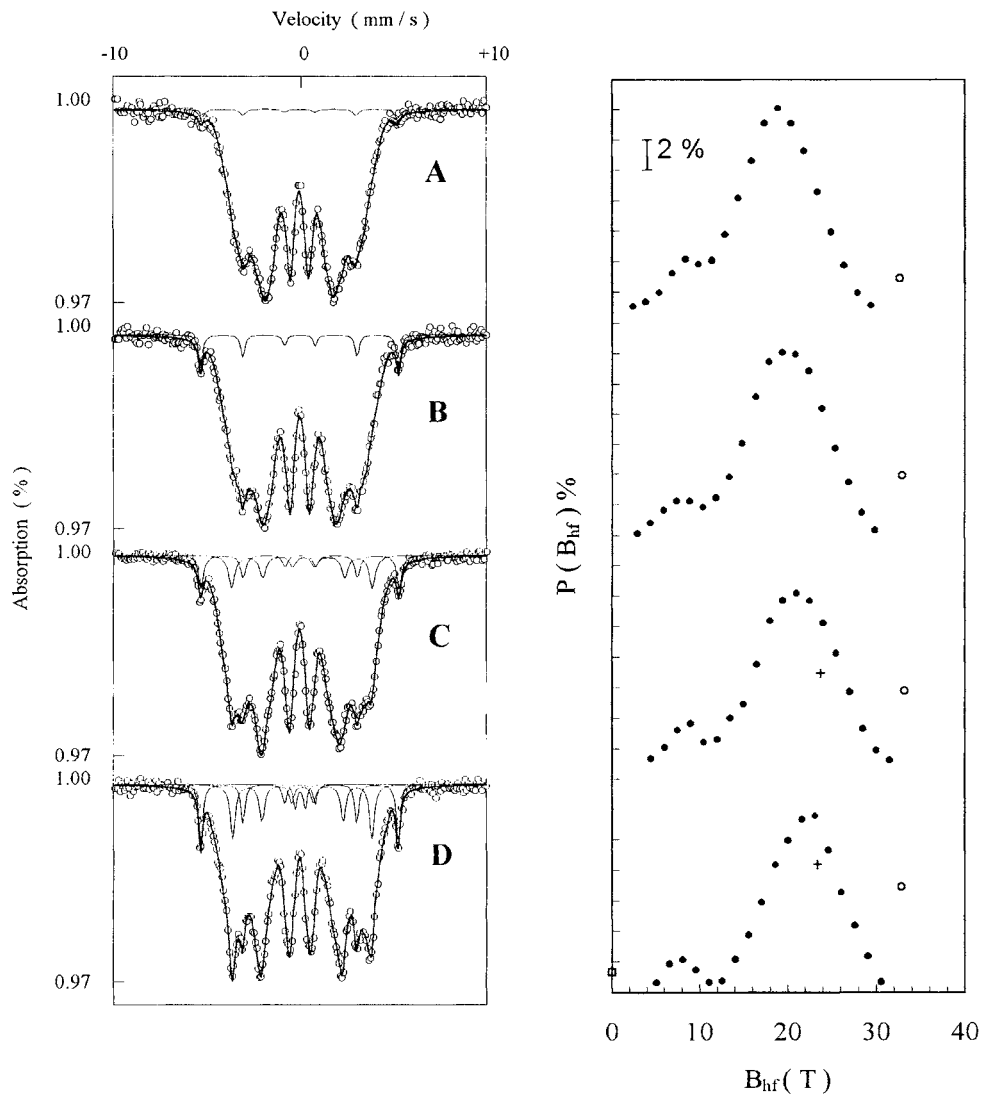 Velocity ( mm / s )
-10
0
+10
1.00
A
0.97
1.00
B
0.97
1.00
C
0.97
1.00
D
0.97
Absorption ( % )
2 %
P ( Bhf ) %
0
10
20
30
40
Bhf ( T )